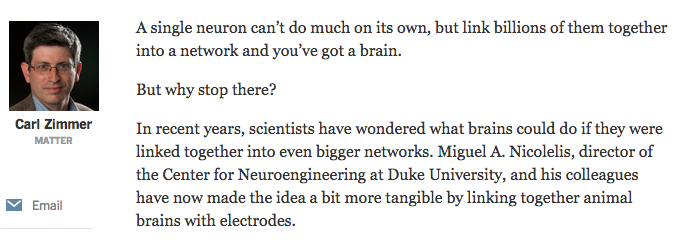 Carl Zimmer
MATTER
Email
A single neuron can’t do much on its own, but link billions of them together
into a network and you’ve got a brain.
But why stop there?
In recent years, scientists have wondered what brains could do if they were
linked together into even bigger networks. Miguel A. Nicolelis, director of
the Center for Neuroengineering at Duke University, and his colleagues
have now made the idea a bit more tangible by linking together animal
brains with electrodes.